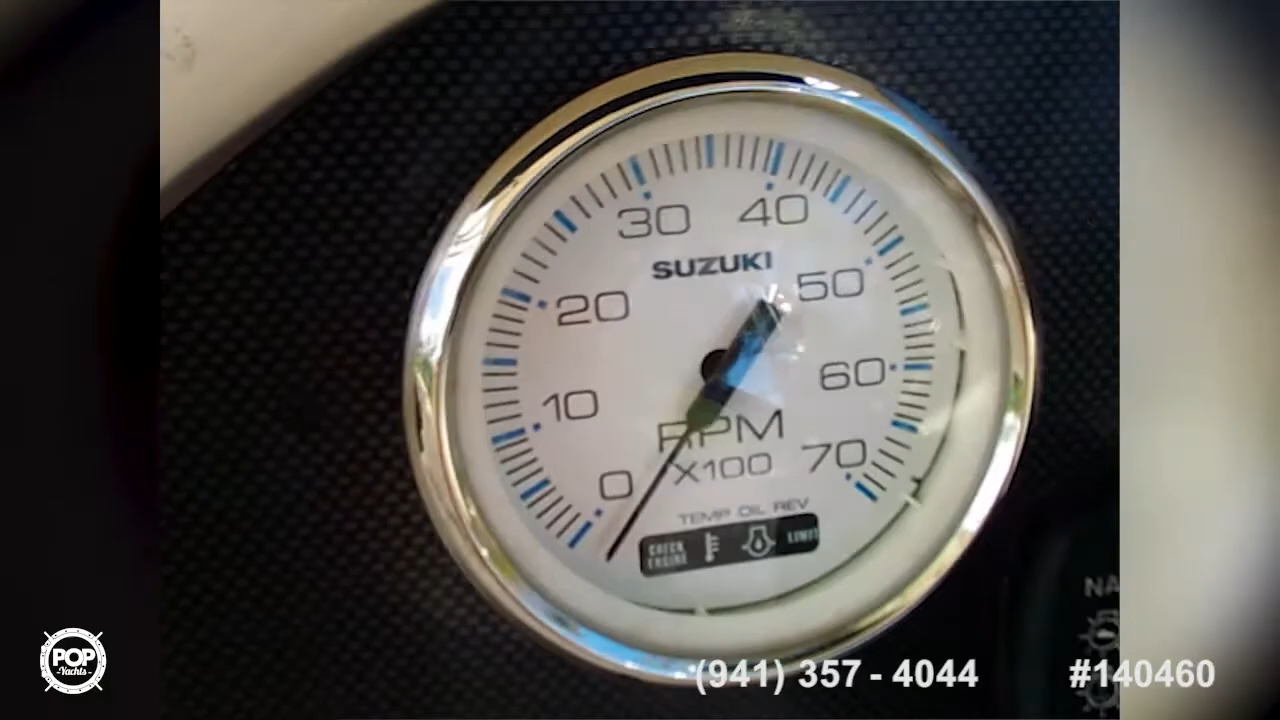 30 40
SUZUKI
20 50
10 60
RPM
X100
0 70
TEMP OIL REV
CHECK ENGINE LIMIT
NA
POP
Yachts
(941) 357 - 4044 #140460